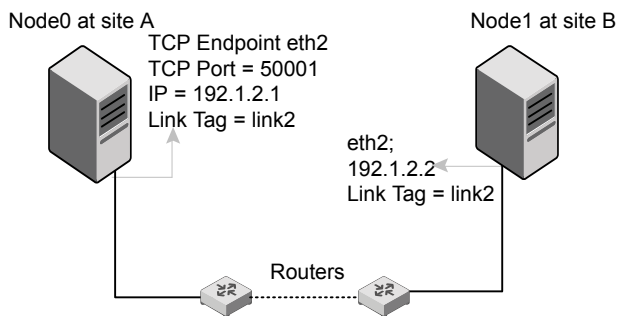 Node0 at site A
TCP Endpoint eth2
TCP Port = 50001
IP = 192.1.2.1
Link Tag = link2
Node1 at site B
eth2;
192.1.2.2
Link Tag = link2
Routers